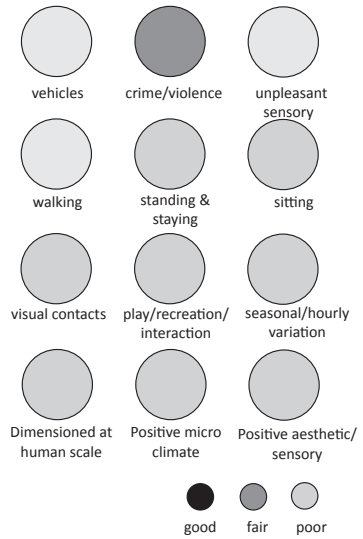 vehicles
crime/violence
unpleasant
sensory
walking
standing &
staying
sitting
visual contacts
play/recreation/
interaction
seasonal/hourly
variation
Dimensioned at
human scale
Positive micro
climate
Positive aesthetic/
sensory
good
fair
poor